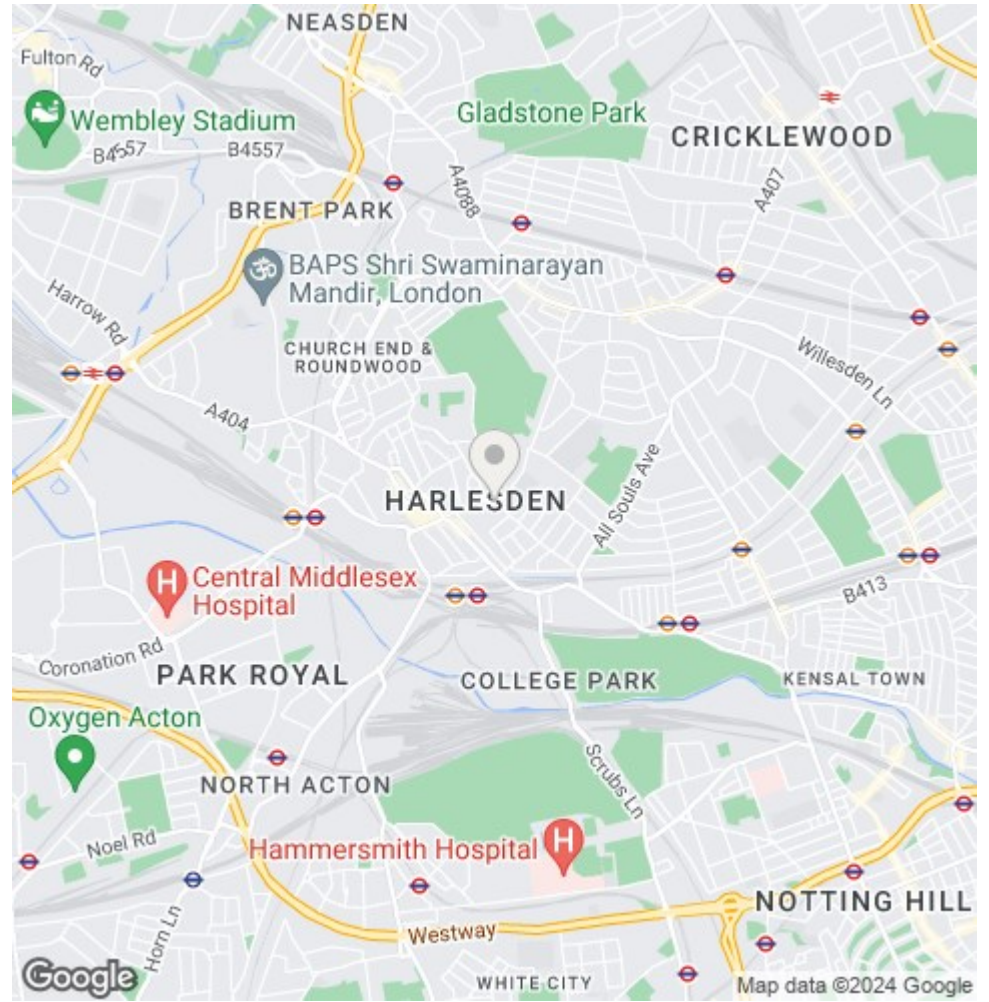 NEASDEN
Fulton Rd
Gladstone Park
Wembley Stadium
CRICKLEWOOD
B4557
B4557
A4088
A407
BRENT PARK
BAPS Shri Swaminarayan
Mandir, London
Harrow Rd
CHURCH END &
ROUNDWOOD
Willesden Ln
A404
All Souls Ave
HARLESDEN
Central Middlesex
Hospital
B413
Coronation Rd
PARK ROYAL
COLLEGE PARK
KENSAL TOWN
Oxygen Acton
Scrubs Ln
NORTH ACTON
Noel Rd
Hammersmith Hospital
Horn Ln
NOTTING HILL
Westway
Google
WHITE CITY
Map data ©2024 Google